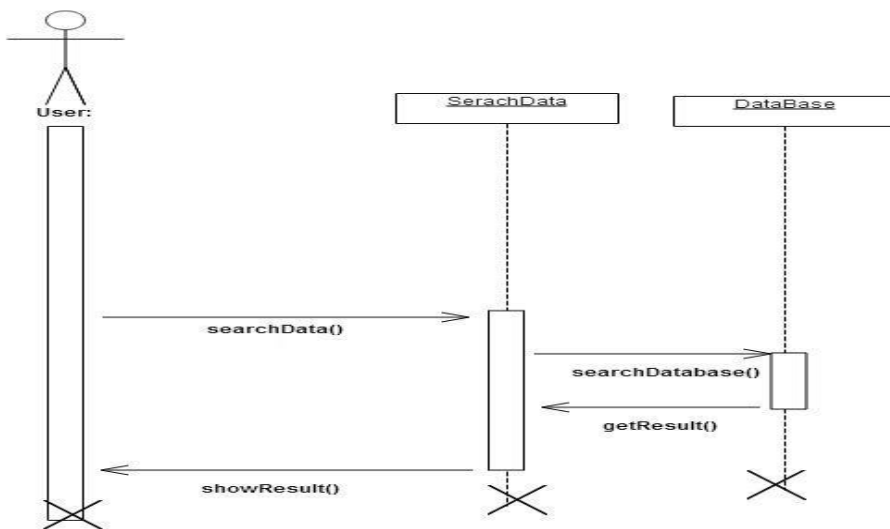 User:
SerachData
DataBase
searchData()
searchDatabase()
getResult()
showResult()